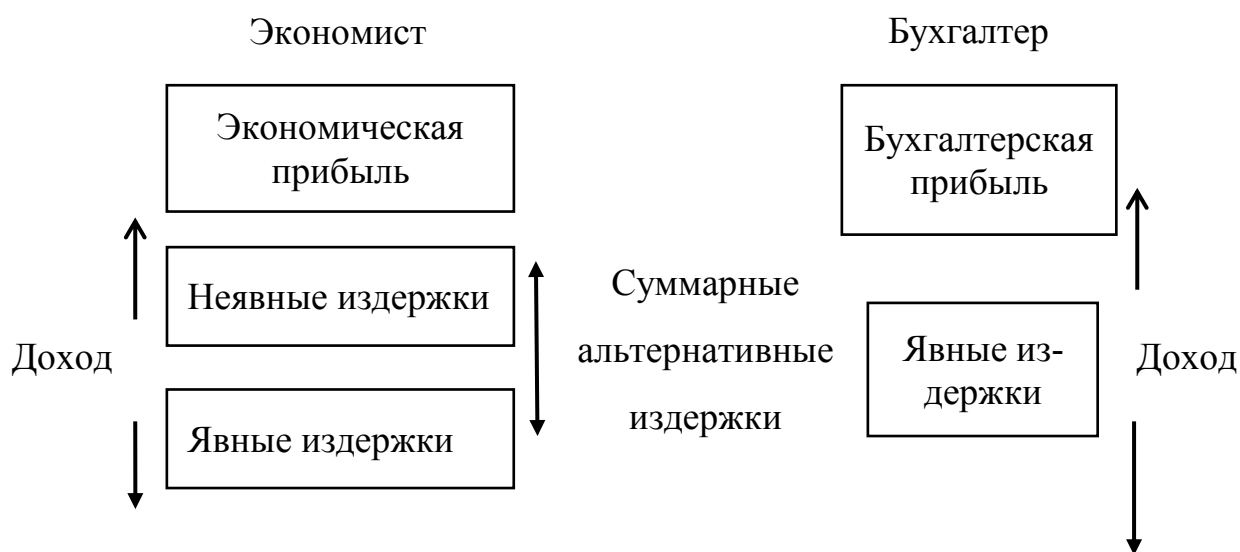 Экономист
Бухгалтер
Экономическая
прибыль
Бухгалтерская
прибыль
Неявные издержки
Суммарные
альтернативные
издержки
Явные из-
держки
Доход
Доход
Явные издержки